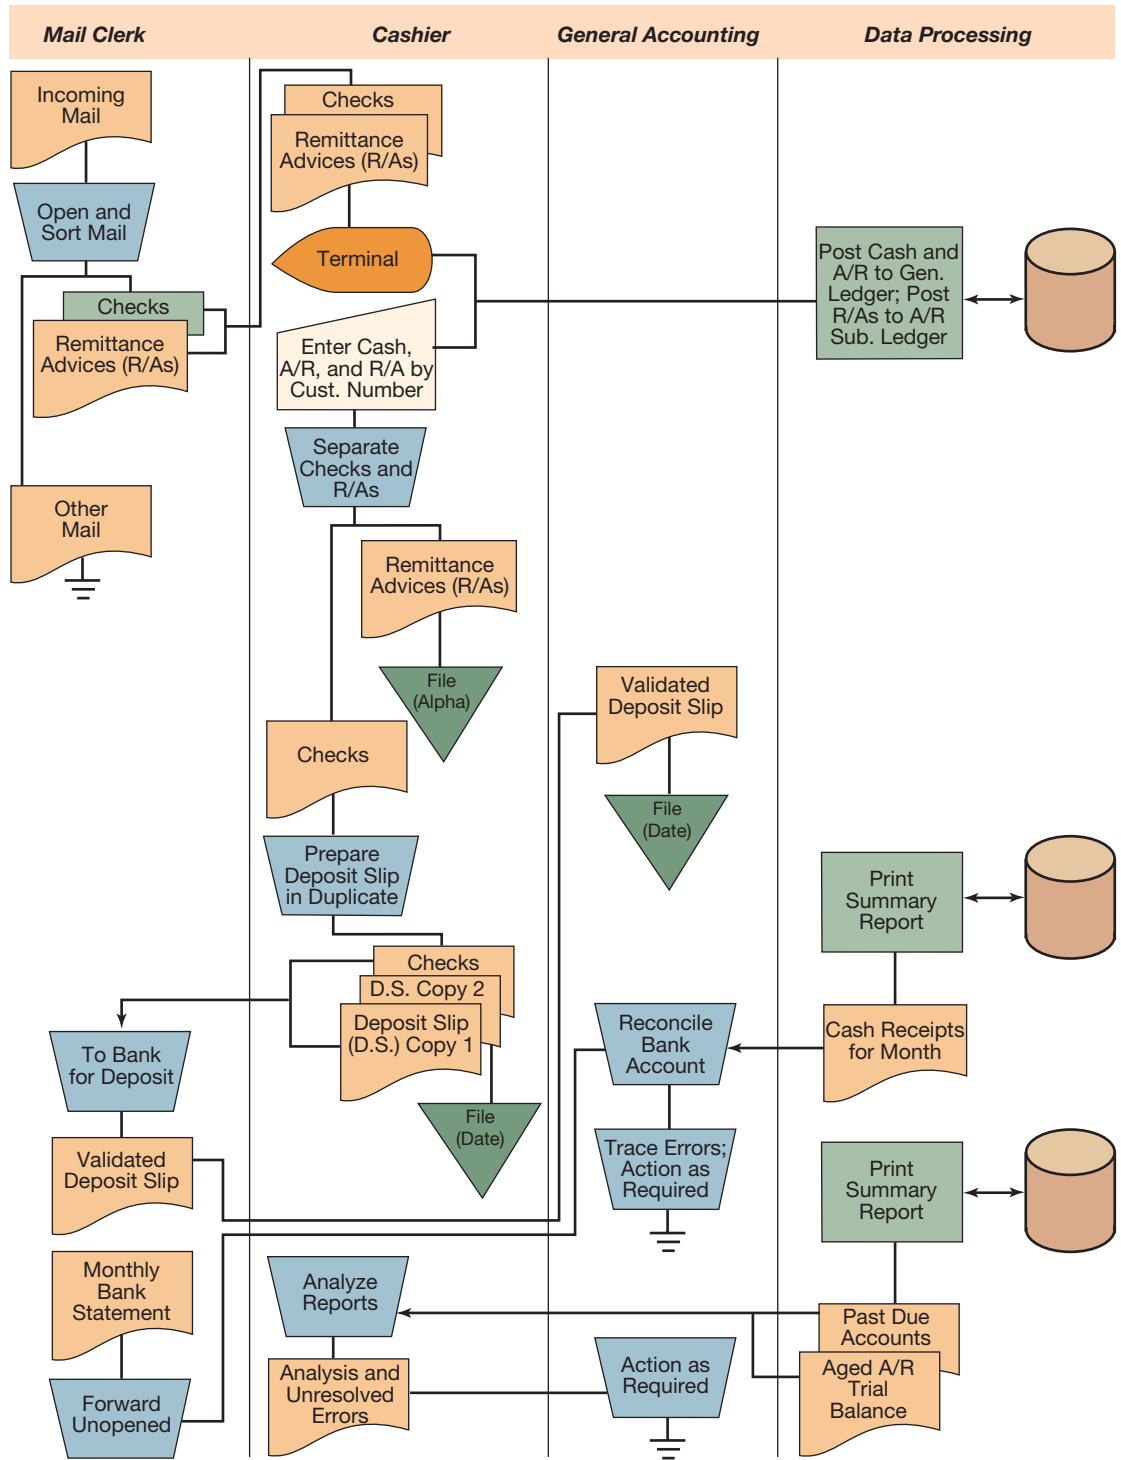 Mail Clerk
Cashier
General Accounting
Data Processing
Incoming
Mail
Open and
Sort Mail
Checks
Remittance
Advices (R/As)
Other
Mail
To Bank
for Deposit
Validated
Deposit Slip
Monthly
Bank
Statement
Forward
Unopened
Checks
Remittance
Advices (R/As)
Terminal
Enter Cash,
A/R, and R/A by
Cust. Number
Separate
Checks and
R/As
Remittance
Advices (R/As)
File
(Alpha)
Checks
Prepare
Deposit Slip
in Duplicate
Checks
D.S. Copy 2
Deposit Slip
(D.S.) Copy 1
File
(Date)
Analyze
Reports
Analysis and
Unresolved
Errors
Validated
Deposit Slip
File
(Date)
Reconcile
Bank
Account
Trace Errors;
Action as
Required
Action as
Required
Post Cash and
A/R to Gen.
Ledger; Post
R/As to A/R
Sub. Ledger
Print
Summary
Report
Cash Receipts
for Month
Print
Summary
Report
Past Due
Accounts
Aged A/R
Trial
Balance